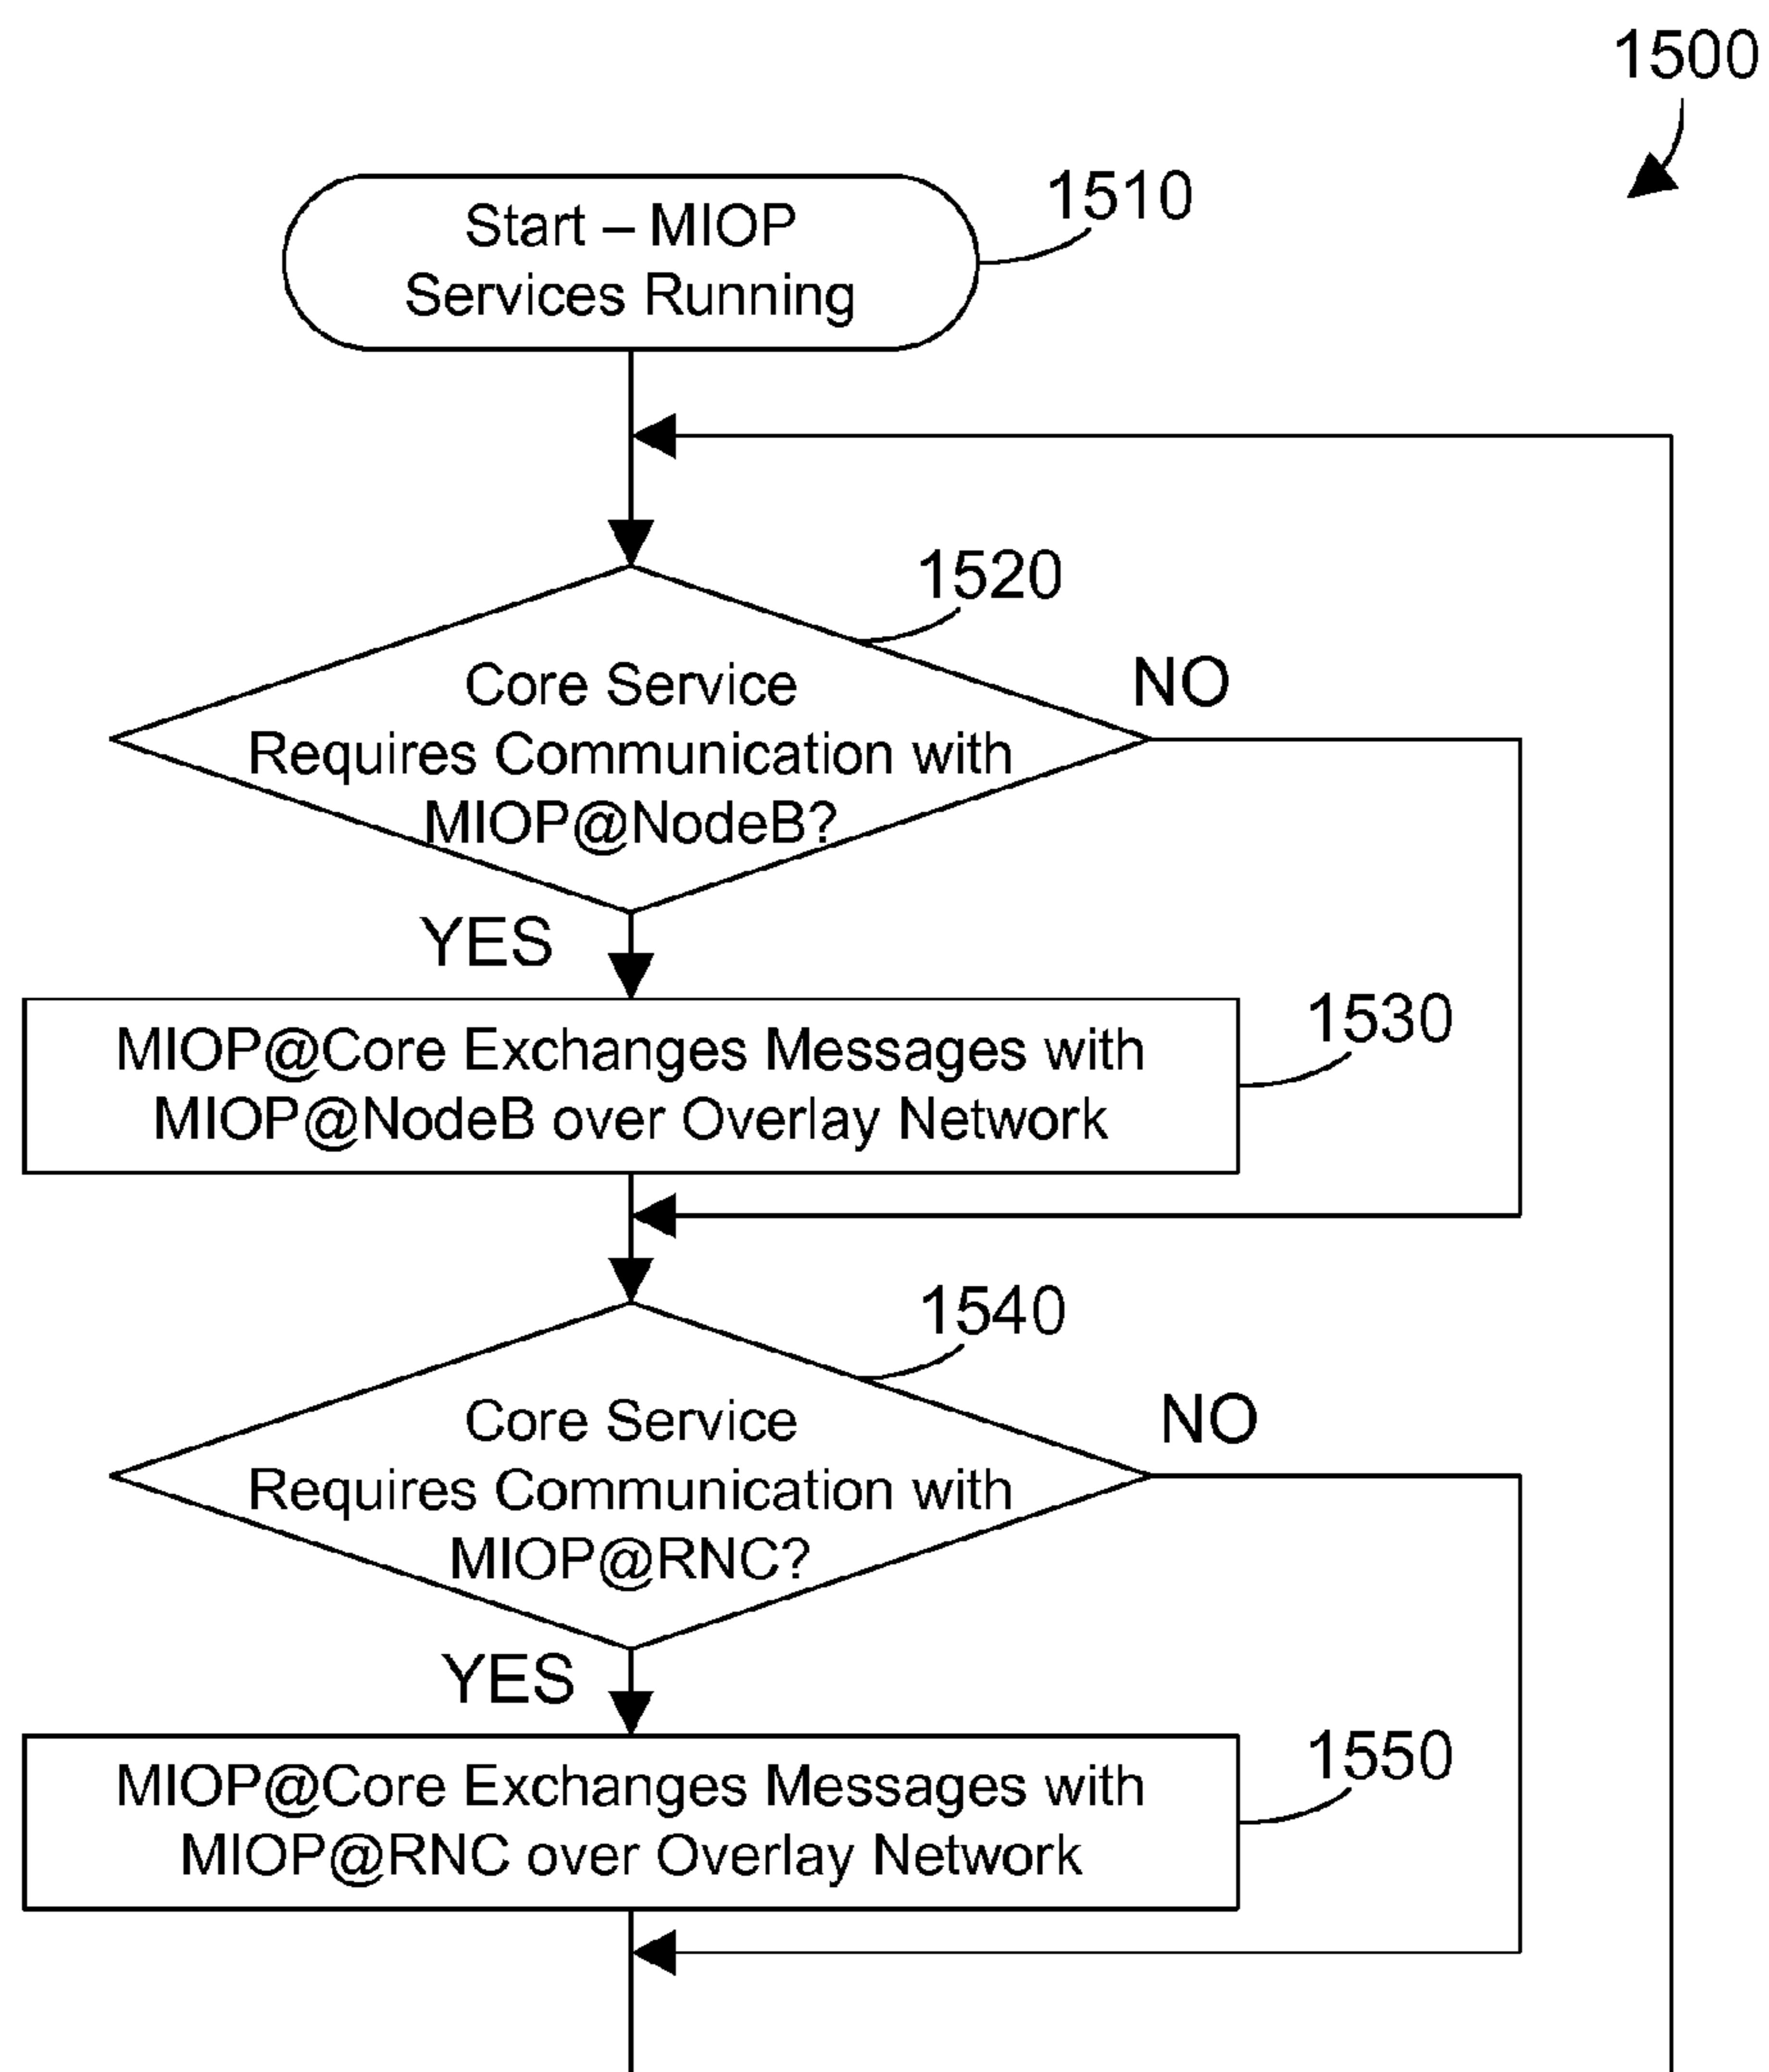 1500
1510
Start – MIOP
Services Running
1520
Core Service
Requires Communication with
MIOP@NodeB?
NO
YES
1530
MIOP@Core Exchanges Messages with
MIOP@NodeB over Overlay Network
1540
Core Service
Requires Communication with
MIOP@RNC?
NO
YES
1550
MIOP@Core Exchanges Messages with
MIOP@RNC over Overlay Network